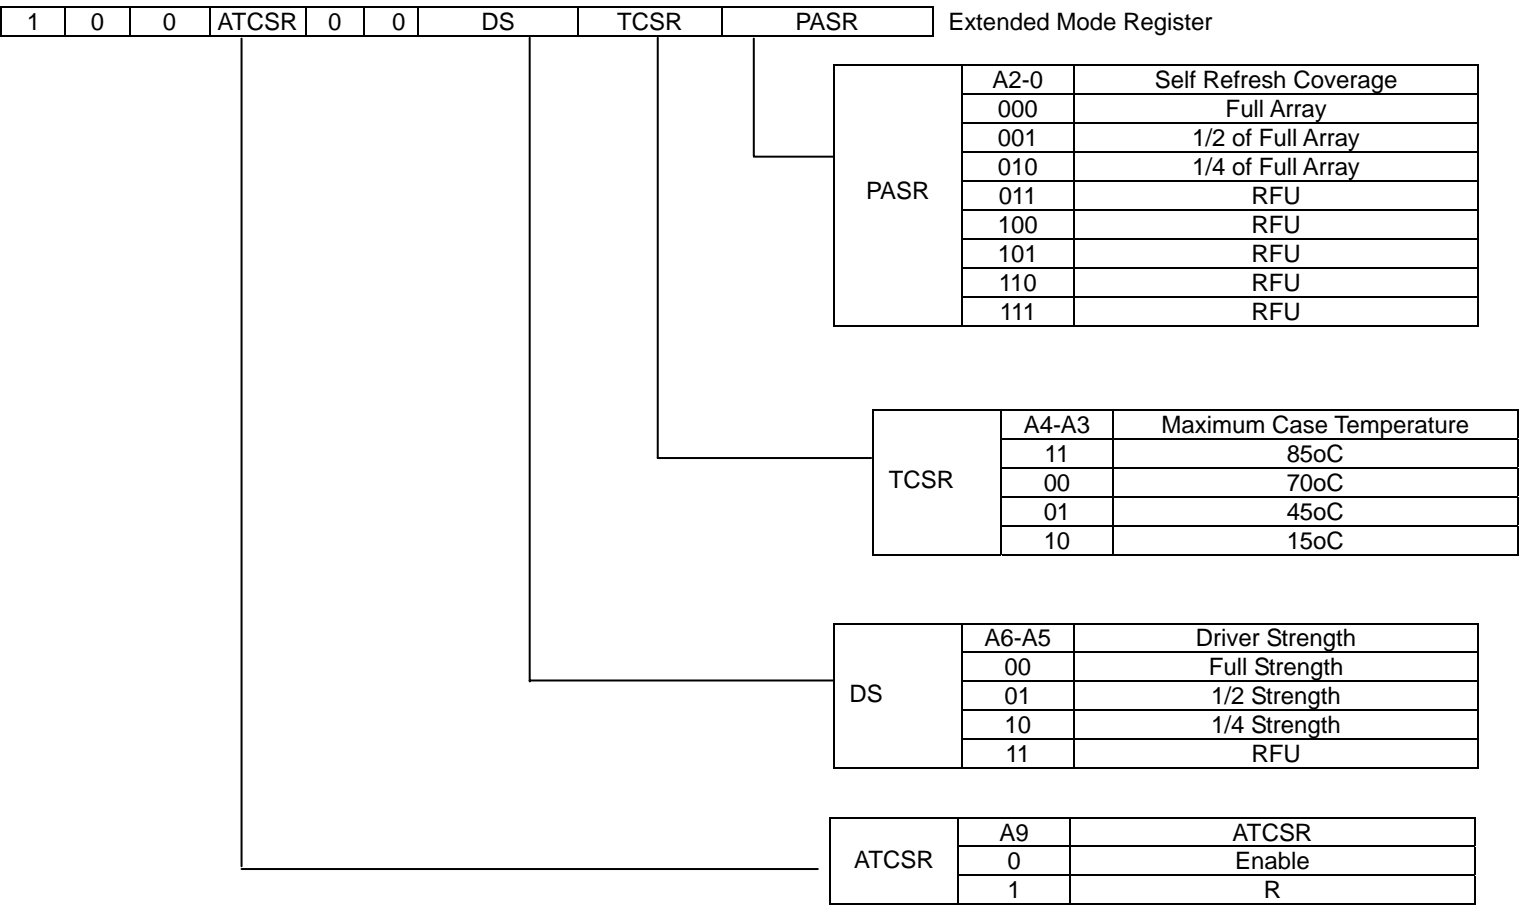 1 0 0 ATCSR 0 0 DS TCSR PASR Extended Mode Register
PASR
A2-0 Self Refresh Coverage
000 Full Array
001 1/2 of Full Array
010 1/4 of Full Array
011 RFU
100 RFU
101 RFU
110 RFU
111 RFU
TCSR
A4-A3 Maximum Case Temperature
11 85oC
00 70oC
01 45oC
10 15oC
DS
A6-A5 Driver Strength
00 Full Strength
01 1/2 Strength
10 1/4 Strength
11 RFU
ATCSR
A9 ATCSR
0 Enable
1 R